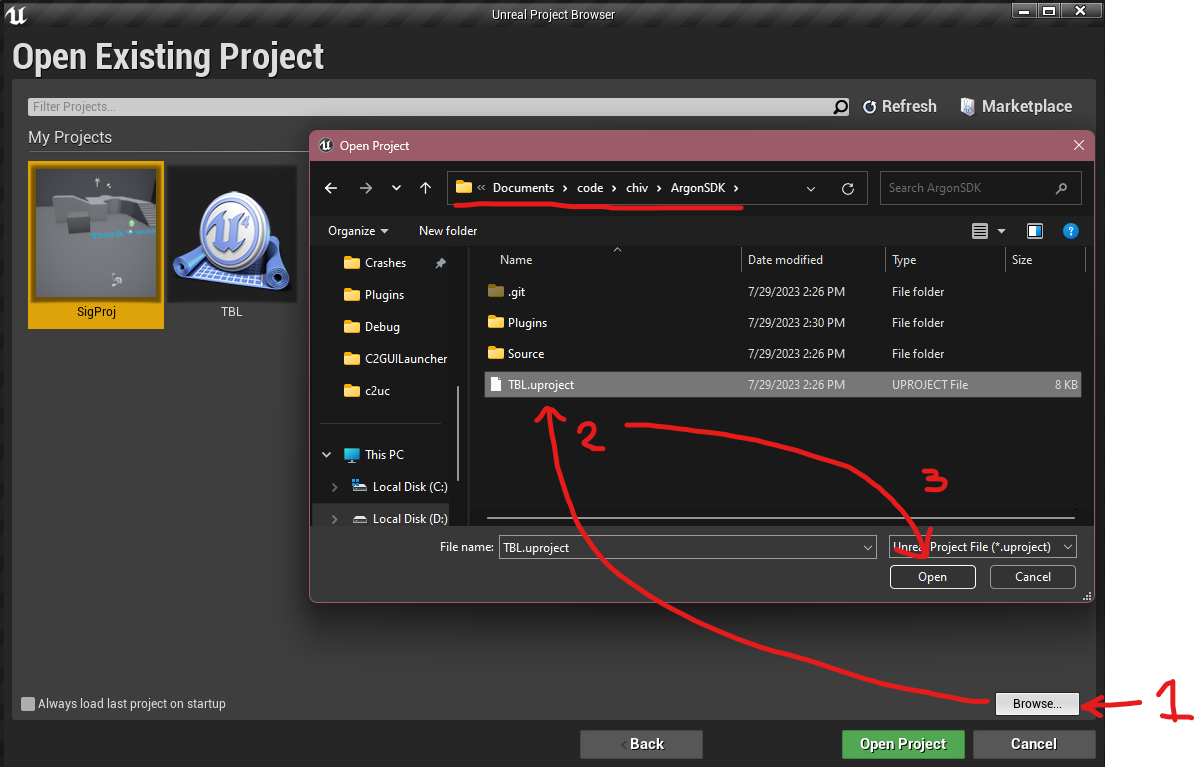 Unreal Project Browser
Open Existing Project
Filter Projects...
Refresh
Marketplace
My Projects
SigProj
TBL
Open Project
« Documents › code › chiv › ArgonSDK ›
Search ArgonSDK
Organize
New folder
Crashes
Plugins
Debug
C2GUILauncher
c2uc
This PC
Local Disk (C:)
Local Disk (D:)
Name Date modified Type Size
.git 7/29/2023 2:26 PM File folder
Plugins 7/29/2023 2:30 PM File folder
Source 7/29/2023 2:26 PM File folder
TBL.uproject 7/29/2023 2:26 PM UPROJECT File 8 KB
2
3
File name: TBL.uproject
Unreal Project File (*.uproject)
Open
Cancel
Always load last project on startup
Browse...
1
Back
Open Project
Cancel